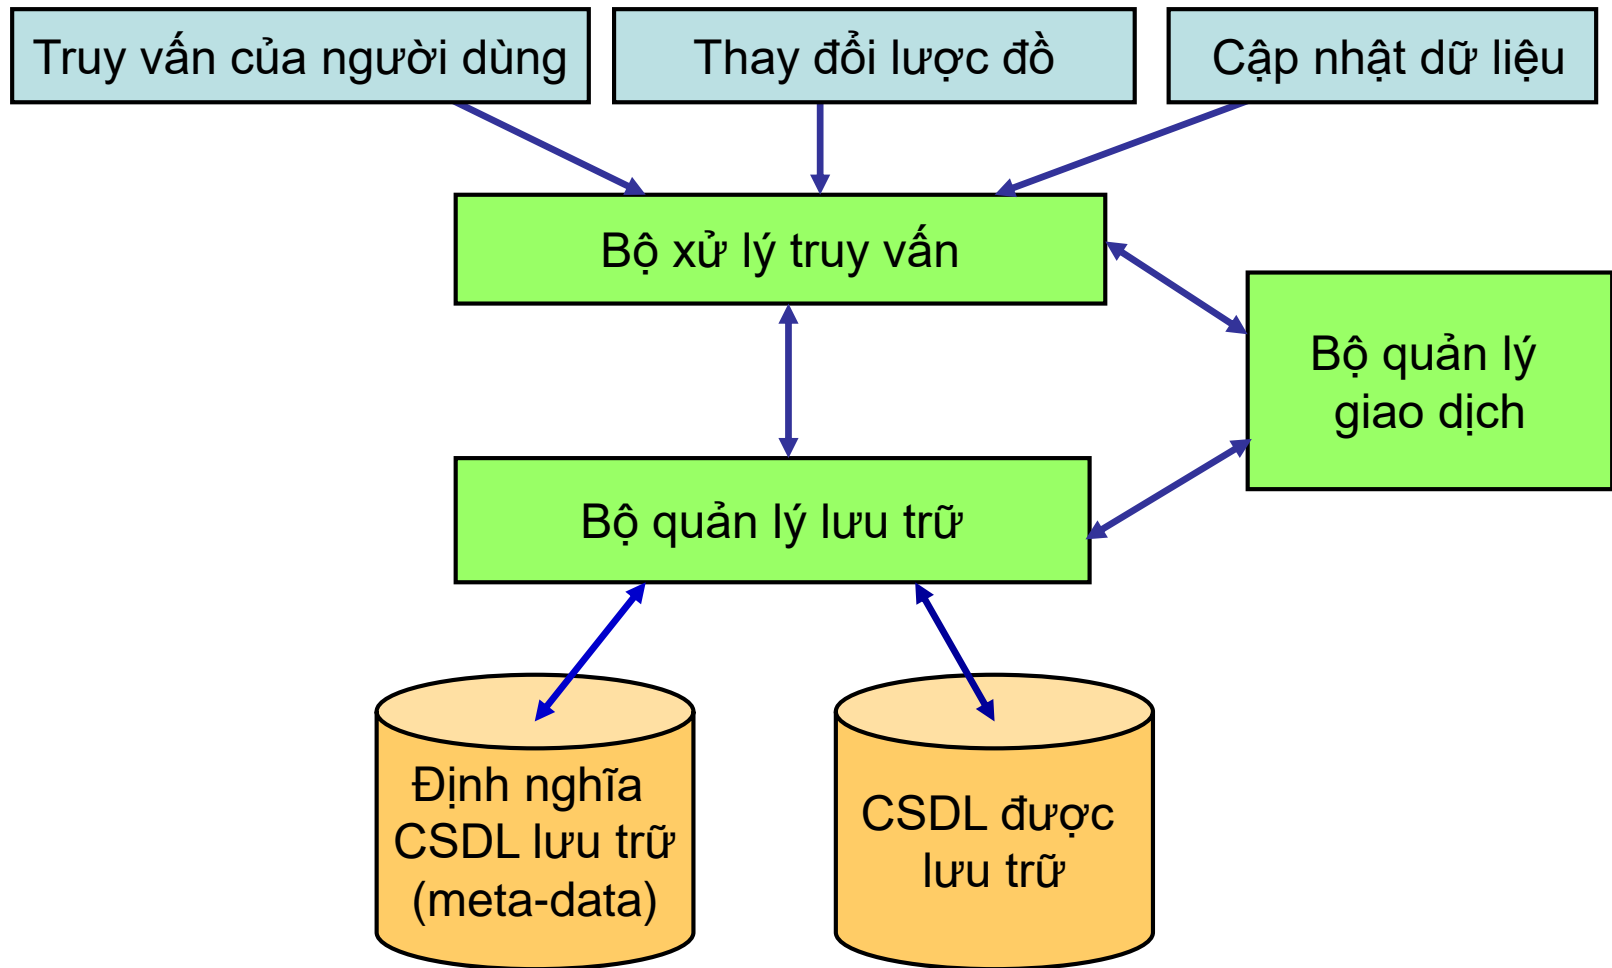 Truy vấn của người dùng
Thay đổi lược đồ
Cập nhật dữ liệu
Bộ xử lý truy vấn
Bộ quản lý
giao dịch
Bộ quản lý lưu trữ
Định nghĩa
CSDL lưu trữ
(meta-data)
CSDL được
lưu trữ